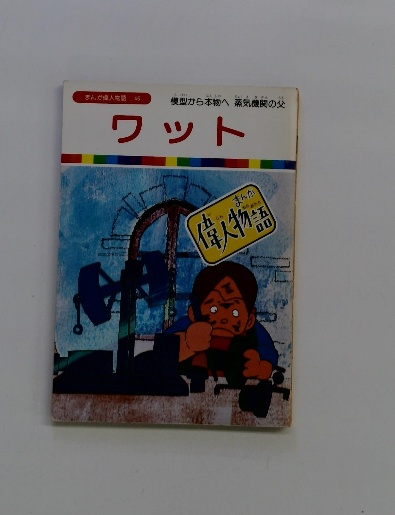 まんが偉人物語 45
模型から本物へ 蒸気機関の父
ワット
まんが
偉人物語